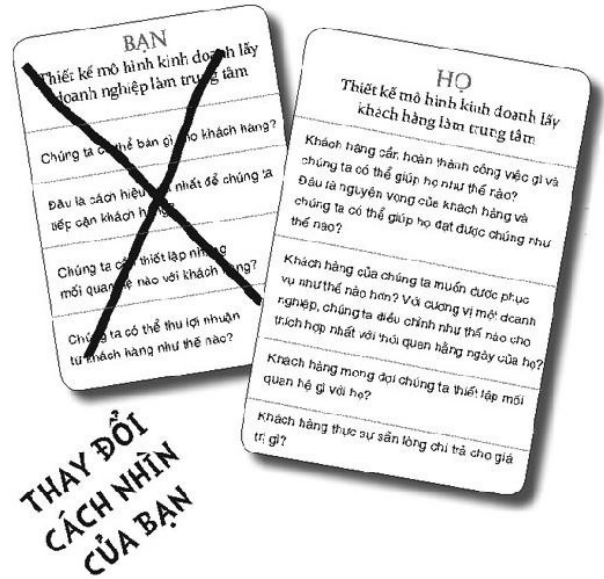 BẠN
Thiết kế mô hình kinh doanh lấy
doanh nghiệp làm trung tâm
Chúng ta có thể bán gì cho khách hàng?
Đâu là cách hiệu quả nhất để chúng ta
tiếp cận khách hàng?
Chúng ta cần thiết lập những
mối quan hệ nào với khách hàng?
Chúng ta có thể thu lợi nhuận
từ khách hàng như thế nào?
HỌ
Thiết kế mô hình kinh doanh lấy
khách hàng làm trung tâm
Khách hàng cần hoàn thành công việc gì và
chúng ta có thể giúp họ như thế nào?
Đâu là nguyện vọng của khách hàng và
chúng ta có thể giúp họ đạt được chúng như
thế nào?
Khách hàng của chúng ta muốn được phục
vụ như thế nào hơn? Với cương vị một doanh
nghiệp, chúng ta điều chỉnh như thế nào cho
thích hợp nhất với thói quen hằng ngày của họ?
Khách hàng mong đợi chúng ta thiết lập mối
quan hệ gì với họ?
Khách hàng thực sự sẵn lòng chi trả cho giá
trị gì?
THAY ĐỔI
CÁCH NHÌN
CỦA BẠN